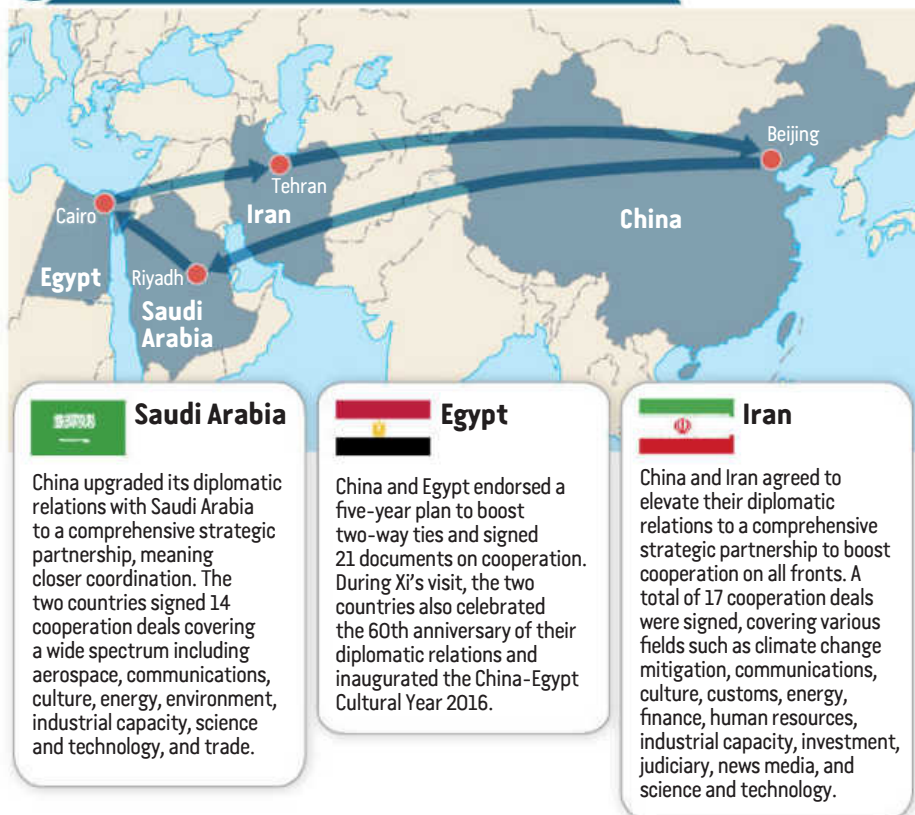 Beijing
Tehran
Cairo
Iran
China
Egypt
Riyadh
Saudi
Arabia
Saudi Arabia
China upgraded its diplomatic
relations with Saudi Arabia
to a comprehensive strategic
partnership, meaning
closer coordination. The
two countries signed 14
cooperation deals covering
a wide spectrum including
aerospace, communications,
culture, energy, environment,
industrial capacity, science
and technology, and trade.
Egypt
China and Egypt endorsed a
five-year plan to boost
two-way ties and signed
21 documents on cooperation.
During Xi’s visit, the two
countries also celebrated
the 60th anniversary of their
diplomatic relations and
inaugurated the China-Egypt
Cultural Year 2016.
Iran
China and Iran agreed to
elevate their diplomatic
relations to a comprehensive
strategic partnership to boost
cooperation on all fronts. A
total of 17 cooperation deals
were signed, covering various
fields such as climate change
mitigation, communications,
culture, customs, energy,
finance, human resources,
industrial capacity, investment,
judiciary, news media, and
science and technology.